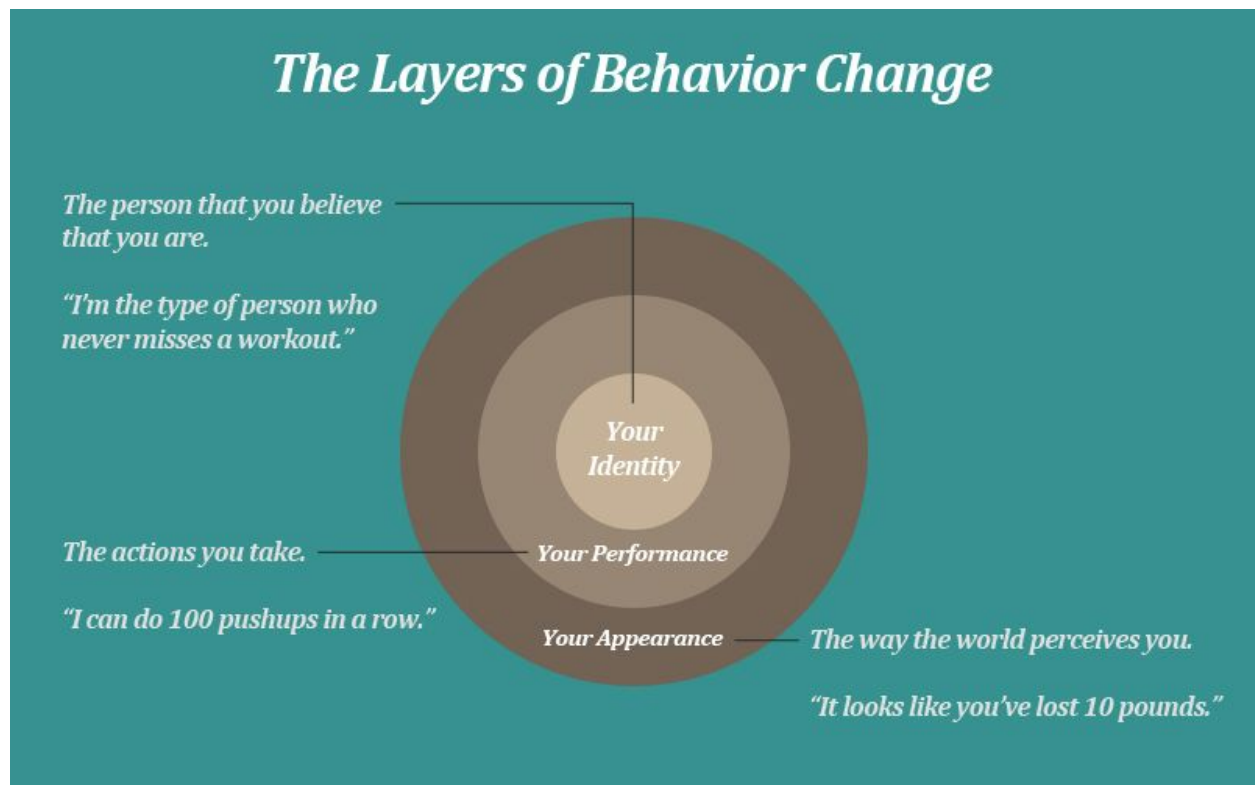 The Layers of Behavior Change
The person that you believe
that you are.
“I’m the type of person who
never misses a workout.”
Your
Identity
The actions you take.
Your Performance
“I can do 100 pushups in a row.”
Your Appearance
The way the world perceives you.
“It looks like you’ve lost 10 pounds.”